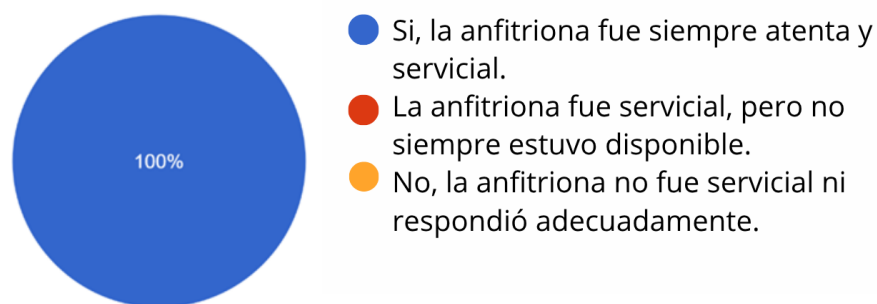 100%
Si, la anfitriona fue siempre atenta y
servicial.
La anfitriona fue servicial, pero no
siempre estuvo disponible.
No, la anfitriona no fue servicial ni
respondió adecuadamente.